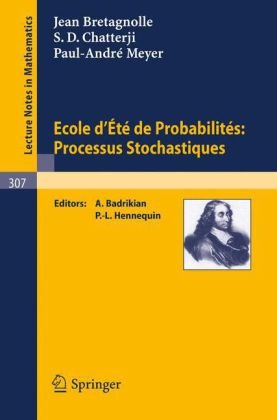 Jean Bretagnolle
S. D. Chatterji
Paul-André Meyer
Lecture Notes in Mathematics
Ecole d'Été de Probabilités:
Processus Stochastiques
307
Editors: A. Badrikian
P.-L. Hennequin
Springer